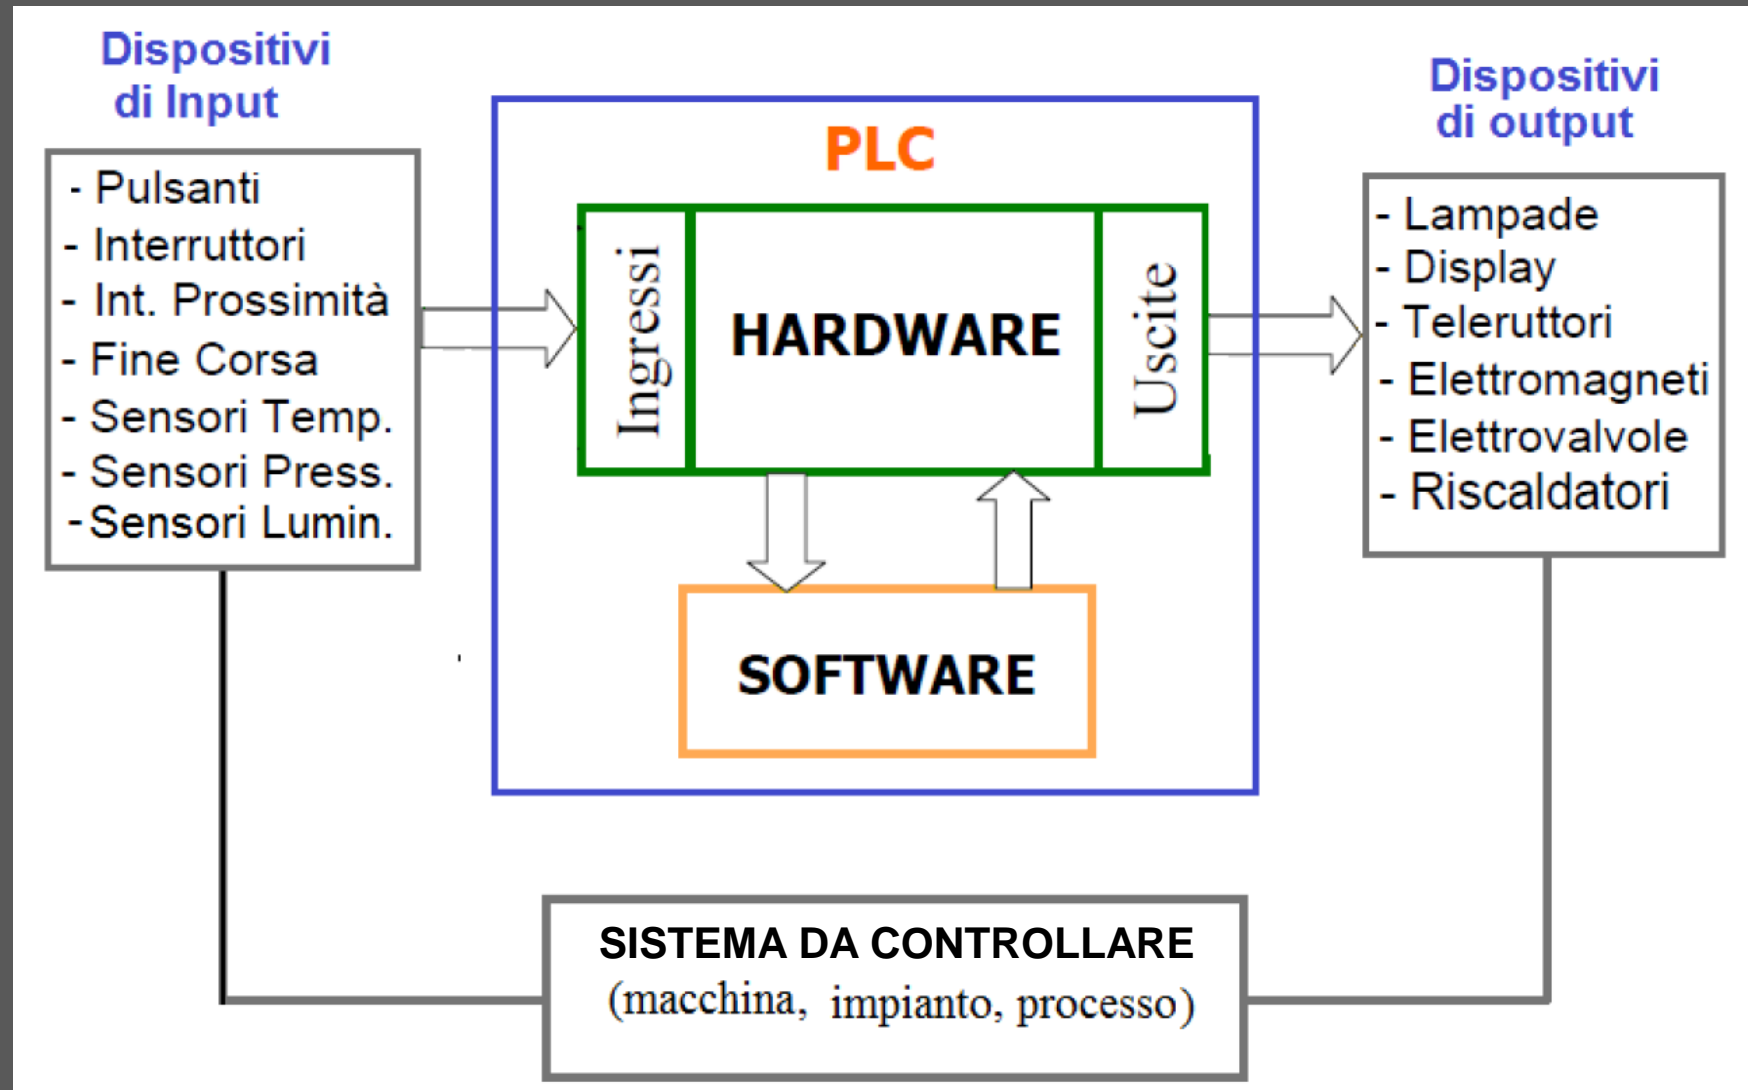 Dispositivi
di Input
- Pulsanti
- Interruttori
- Int. Prossimità
- Fine Corsa
- Sensori Temp.
- Sensori Press.
- Sensori Lumin.
PLC
Ingressi
HARDWARE
Uscite
SOFTWARE
Dispositivi
di output
- Lampade
- Display
- Teleruttori
- Elettromagneti
- Elettrovalvole
- Riscaldatori
SISTEMA DA CONTROLLARE
(macchina, impianto, processo)